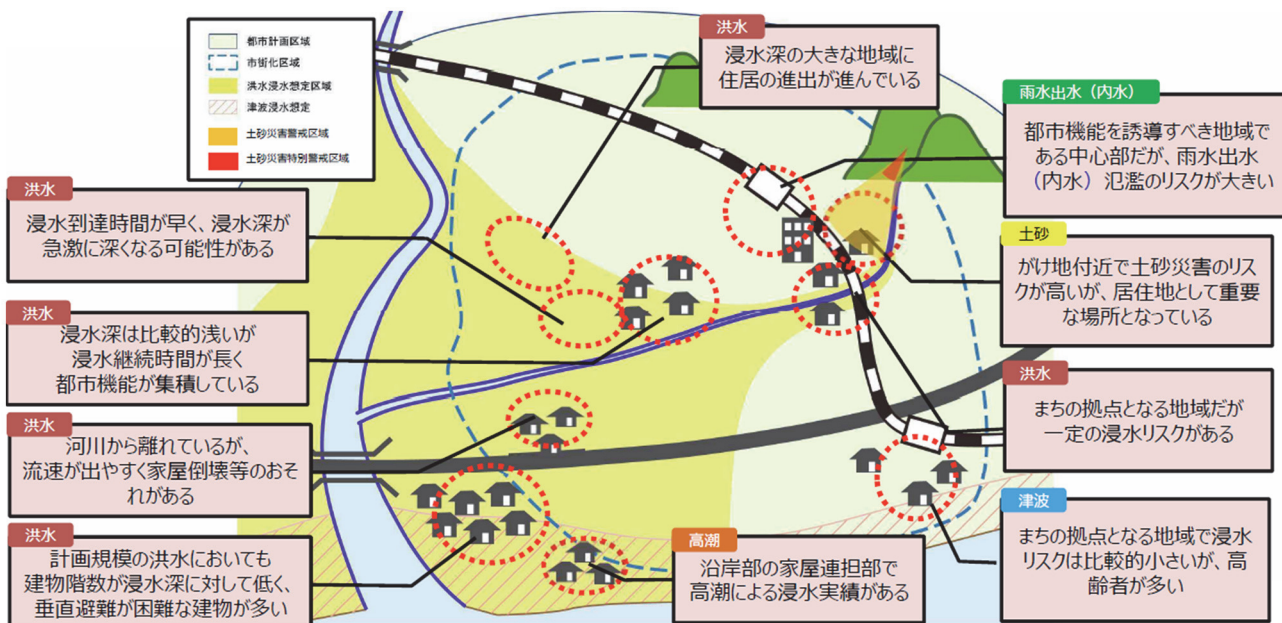 都市計画区域
市街化区域
洪水浸水想定区域
津波浸水想定
土砂災害警戒区域
土砂災害特別警戒区域
洪水
浸水深の大きな地域に
住居の進出が進んでいる
雨水出水（内水）
都市機能を誘導すべき地域で
ある中心部だが、雨水出水
（内水）氾濫のリスクが大きい
洪水
浸水到達時間が早く、浸水深が
急激に深くなる可能性がある
土砂
がけ地付近で土砂災害のリス
クが高いが、居住地として重要
な場所となっている
洪水
浸水深は比較的浅いが
浸水継続時間が長く
都市機能が集積している
洪水
まちの拠点となる地域だが
一定の浸水リスクがある
洪水
河川から離れているが、
流速が出やすく家屋倒壊等のおそ
れがある
津波
まちの拠点となる地域で浸水
リスクは比較的小さいが、高
齢者が多い
洪水
計画規模の洪水においても
建物階数が浸水深に対して低く、
垂直避難が困難な建物が多い
高潮
沿岸部の家屋連担部で
高潮による浸水実績がある